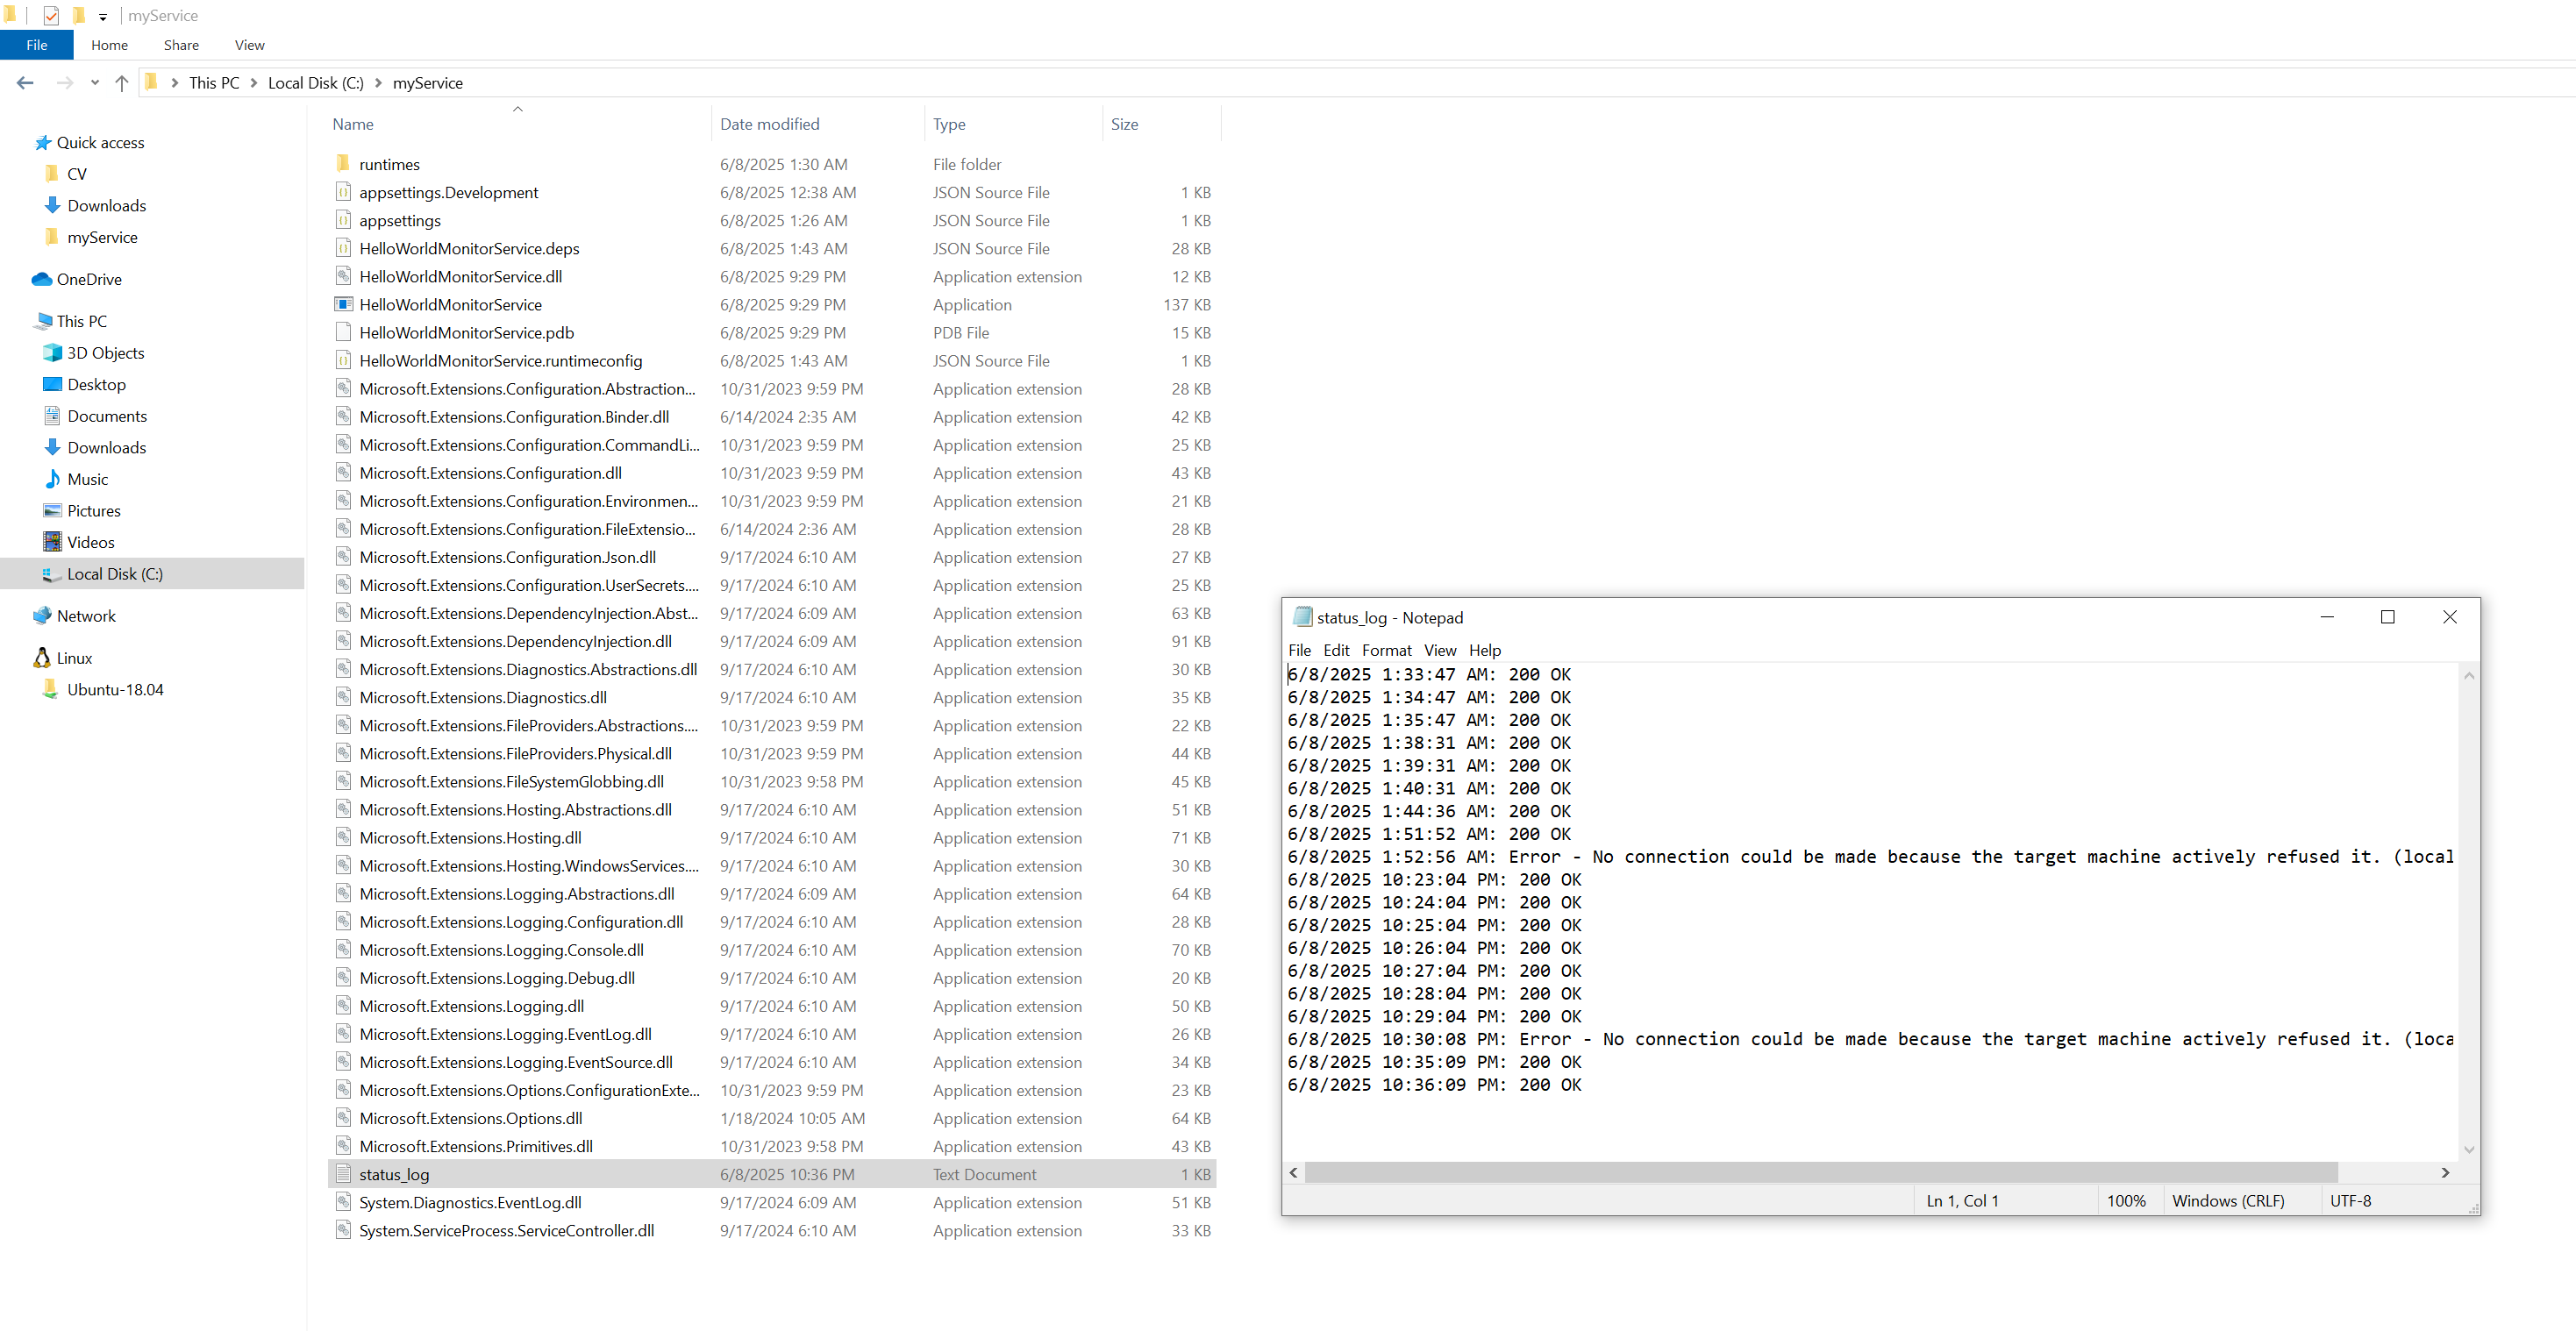 myService
File Home Share View
This PC Local Disk (C:) myService
Name Date modified Type Size
Quick access
CV
Downloads
myService
OneDrive
This PC
3D Objects
Desktop
Documents
Downloads
Music
Pictures
Videos
Local Disk (C:)
Network
Linux
Ubuntu-18.04
runtimes 6/8/2025 1:30 AM File folder
appsettings.Development 6/8/2025 12:38 AM JSON Source File 1 KB
appsettings 6/8/2025 1:26 AM JSON Source File 1 KB
HelloWorldMonitorService.deps 6/8/2025 1:43 AM JSON Source File 28 KB
HelloWorldMonitorService.dll 6/8/2025 9:29 PM Application extension 12 KB
HelloWorldMonitorService 6/8/2025 9:29 PM Application 137 KB
HelloWorldMonitorService.pdb 6/8/2025 9:29 PM PDB File 15 KB
HelloWorldMonitorService.runtimeconfig 6/8/2025 1:43 AM JSON Source File 1 KB
Microsoft.Extensions.Configuration.Abstraction... 10/31/2023 9:59 PM Application extension 28 KB
Microsoft.Extensions.Configuration.Binder.dll 6/14/2024 2:35 AM Application extension 42 KB
Microsoft.Extensions.Configuration.CommandLi... 10/31/2023 9:59 PM Application extension 25 KB
Microsoft.Extensions.Configuration.dll 10/31/2023 9:59 PM Application extension 43 KB
Microsoft.Extensions.Configuration.Environmen... 10/31/2023 9:59 PM Application extension 21 KB
Microsoft.Extensions.Configuration.FileExtensio... 6/14/2024 2:36 AM Application extension 28 KB
Microsoft.Extensions.Configuration.Json.dll 9/17/2024 6:10 AM Application extension 27 KB
Microsoft.Extensions.Configuration.UserSecrets.... 9/17/2024 6:10 AM Application extension 25 KB
Microsoft.Extensions.DependencyInjection.Abst... 9/17/2024 6:09 AM Application extension 63 KB
Microsoft.Extensions.DependencyInjection.dll 9/17/2024 6:09 AM Application extension 91 KB
Microsoft.Extensions.Diagnostics.Abstractions.dll 9/17/2024 6:10 AM Application extension 30 KB
Microsoft.Extensions.Diagnostics.dll 9/17/2024 6:10 AM Application extension 35 KB
Microsoft.Extensions.FileProviders.Abstractions.... 10/31/2023 9:59 PM Application extension 22 KB
Microsoft.Extensions.FileProviders.Physical.dll 10/31/2023 9:59 PM Application extension 44 KB
Microsoft.Extensions.FileSystemGlobbing.dll 10/31/2023 9:58 PM Application extension 45 KB
Microsoft.Extensions.Hosting.Abstractions.dll 9/17/2024 6:10 AM Application extension 51 KB
Microsoft.Extensions.Hosting.dll 9/17/2024 6:10 AM Application extension 71 KB
Microsoft.Extensions.Hosting.WindowsServices.... 9/17/2024 6:10 AM Application extension 30 KB
Microsoft.Extensions.Logging.Abstractions.dll 9/17/2024 6:09 AM Application extension 64 KB
Microsoft.Extensions.Logging.Configuration.dll 9/17/2024 6:10 AM Application extension 28 KB
Microsoft.Extensions.Logging.Console.dll 9/17/2024 6:10 AM Application extension 70 KB
Microsoft.Extensions.Logging.Debug.dll 9/17/2024 6:10 AM Application extension 20 KB
Microsoft.Extensions.Logging.dll 9/17/2024 6:10 AM Application extension 50 KB
Microsoft.Extensions.Logging.EventLog.dll 9/17/2024 6:10 AM Application extension 26 KB
Microsoft.Extensions.Logging.EventSource.dll 9/17/2024 6:10 AM Application extension 34 KB
Microsoft.Extensions.Options.ConfigurationExte... 10/31/2023 9:59 PM Application extension 23 KB
Microsoft.Extensions.Options.dll 1/18/2024 10:05 AM Application extension 64 KB
Microsoft.Extensions.Primitives.dll 10/31/2023 9:58 PM Application extension 43 KB
status_log 6/8/2025 10:36 PM Text Document 1 KB
System.Diagnostics.EventLog.dll 9/17/2024 6:09 AM Application extension 51 KB
System.ServiceProcess.ServiceController.dll 9/17/2024 6:10 AM Application extension 33 KB
status_log - Notepad
File Edit Format View Help
6/8/2025 1:33:47 AM: 200 OK
6/8/2025 1:34:47 AM: 200 OK
6/8/2025 1:35:47 AM: 200 OK
6/8/2025 1:38:31 AM: 200 OK
6/8/2025 1:39:31 AM: 200 OK
6/8/2025 1:40:31 AM: 200 OK
6/8/2025 1:44:36 AM: 200 OK
6/8/2025 1:51:52 AM: 200 OK
6/8/2025 1:52:56 AM: Error - No connection could be made because the target machine actively refused it. (local
6/8/2025 10:23:04 PM: 200 OK
6/8/2025 10:24:04 PM: 200 OK
6/8/2025 10:25:04 PM: 200 OK
6/8/2025 10:26:04 PM: 200 OK
6/8/2025 10:27:04 PM: 200 OK
6/8/2025 10:28:04 PM: 200 OK
6/8/2025 10:29:04 PM: 200 OK
6/8/2025 10:30:08 PM: Error - No connection could be made because the target machine actively refused it. (loca
6/8/2025 10:35:09 PM: 200 OK
6/8/2025 10:36:09 PM: 200 OK
Ln 1, Col 1 100% Windows (CRLF) UTF-8